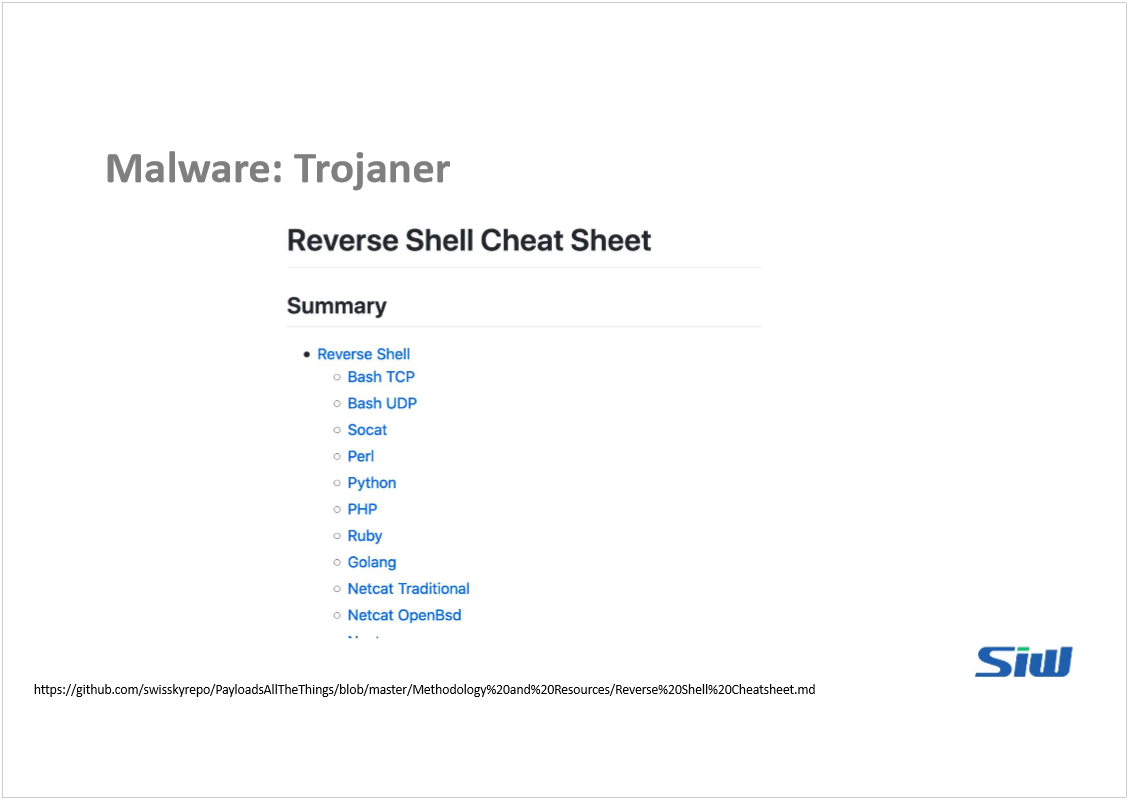 Malware: Trojaner
Reverse Shell Cheat Sheet
Summary
Reverse Shell
Bash TCP
Bash UDP
Socat
Perl
Python
PHP
Ruby
Golang
Netcat Traditional
Netcat OpenBsd
SiW
https://github.com/swisskyrepo/PayloadsAllTheThings/blob/master/Methodology%20and%20Resources/Reverse%20Shell%20Cheatsheet.md